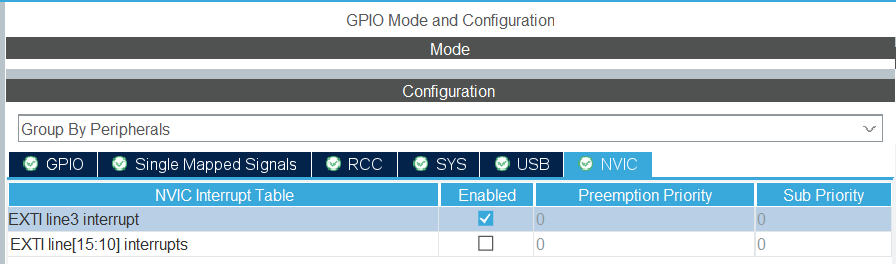 GPIO Mode and Configuration
Mode
Configuration
Group By Peripherals
GPIO Single Mapped Signals RCC SYS USB NVIC
NVIC Interrupt Table Enabled Preemption Priority Sub Priority
EXTI line3 interrupt 0 0
EXTI line[15:10] interrupts 0 0